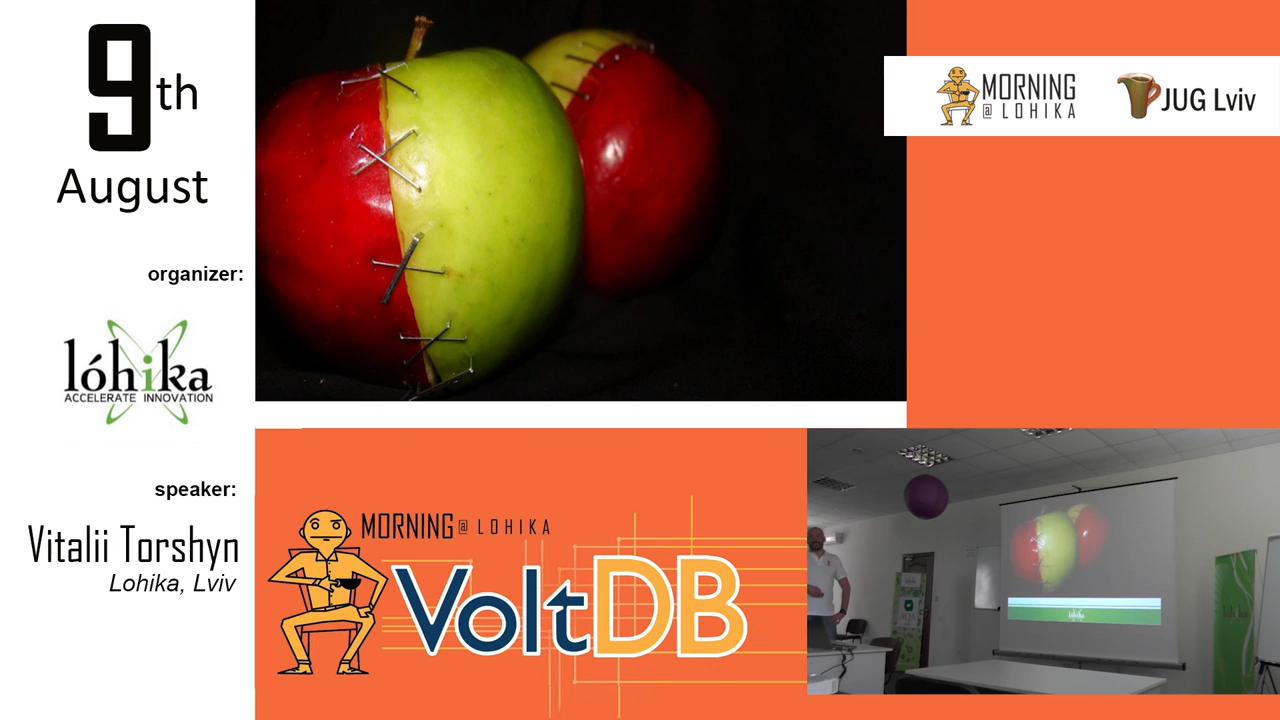 9th
August
organizer:
lóhika
ACCELERATE INNOVATION
speaker:
Vitalii Torshyn
Lohika, Lviv
MORNING
@ LOHIKA
JUG Lviv
MORNING @ LOHIKA
VoltDB